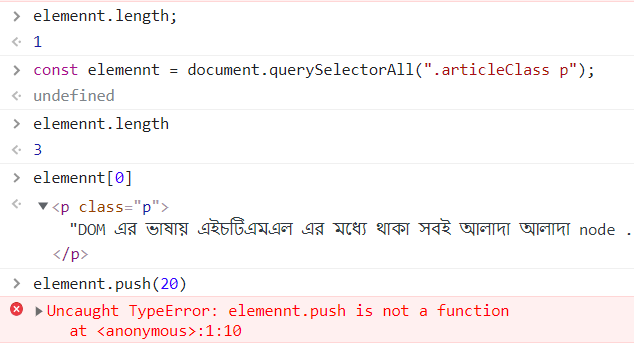 elemennt.length;
1
const elemennt = document.querySelectorAll(".articleClass p");
undefined
elemennt.length
3
elemennt[0]
▼<p class="p">
"DOM এর ভাষায় এইচটিএমএল এর মধ্যে থাকা সবই আলাদা আলাদা node .
</p>
elemennt.push(20)
▶Uncaught TypeError: elemennt.push is not a function
at <anonymous>:1:10